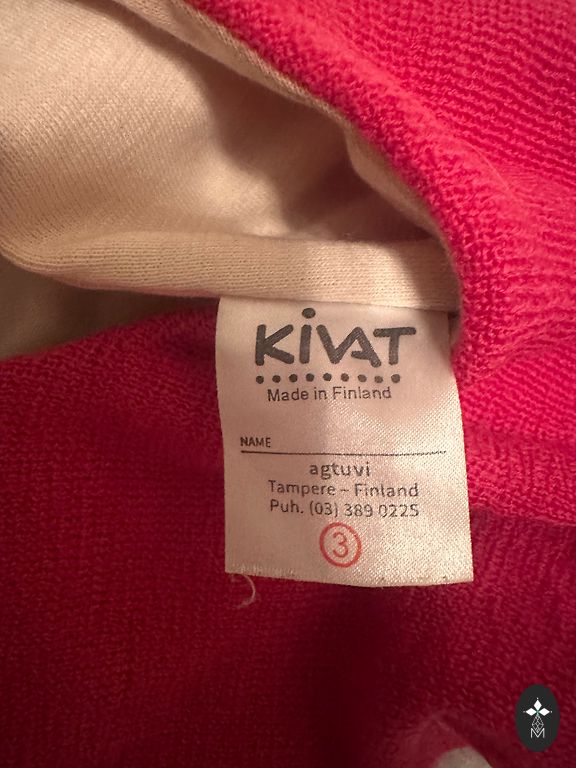 KiVAT
Made in Finland
NAME
agtuvi
Tampere – Finland
Puh. (03) 389 0225
3
M